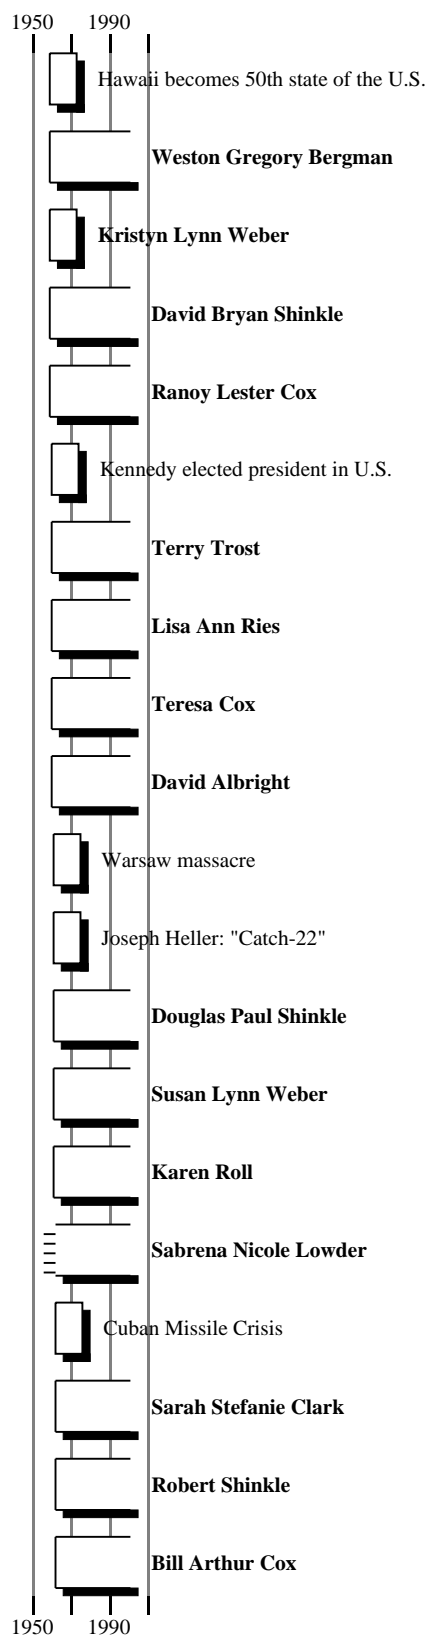 1950 1990
Hawaii becomes 50th state of the U.S.
Weston Gregory Bergman
Kristyn Lynn Weber
David Bryan Shinkle
Ranoy Lester Cox
Kennedy elected president in U.S.
Terry Trost
Lisa Ann Ries
Teresa Cox
David Albright
Warsaw massacre
Joseph Heller: "Catch-22"
Douglas Paul Shinkle
Susan Lynn Weber
Karen Roll
Sabrena Nicole Lowder
Cuban Missile Crisis
Sarah Stefanie Clark
Robert Shinkle
Bill Arthur Cox
1950 1990